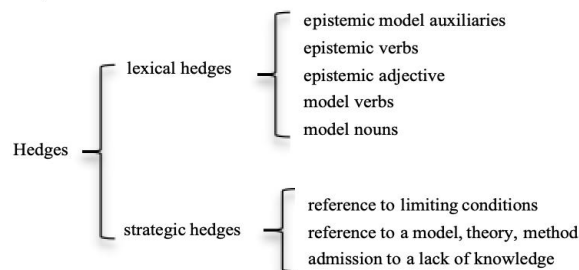 Hedges
lexical hedges
epistemic model auxiliaries
epistemic verbs
epistemic adjective
model verbs
model nouns
strategic hedges
reference to limiting conditions
reference to a model, theory, method
admission to a lack of knowledge